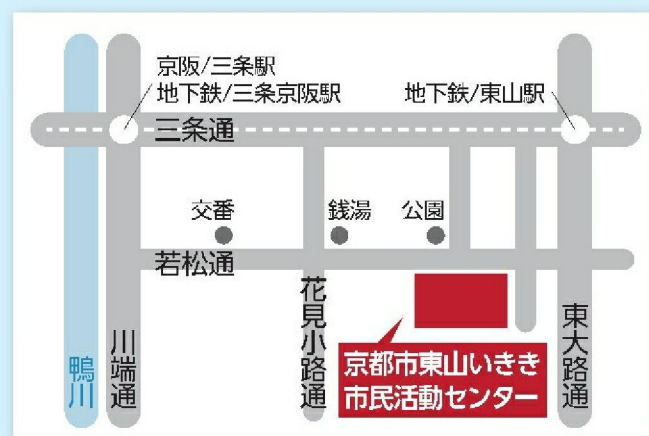 京阪/三条駅
地下鉄/三条京阪駅
地下鉄/東山駅
三条通
交番
銭湯
公園
若松通
花見小路通
川端通
鴨川
東大路通
京都市東山いきき
市民活動センター